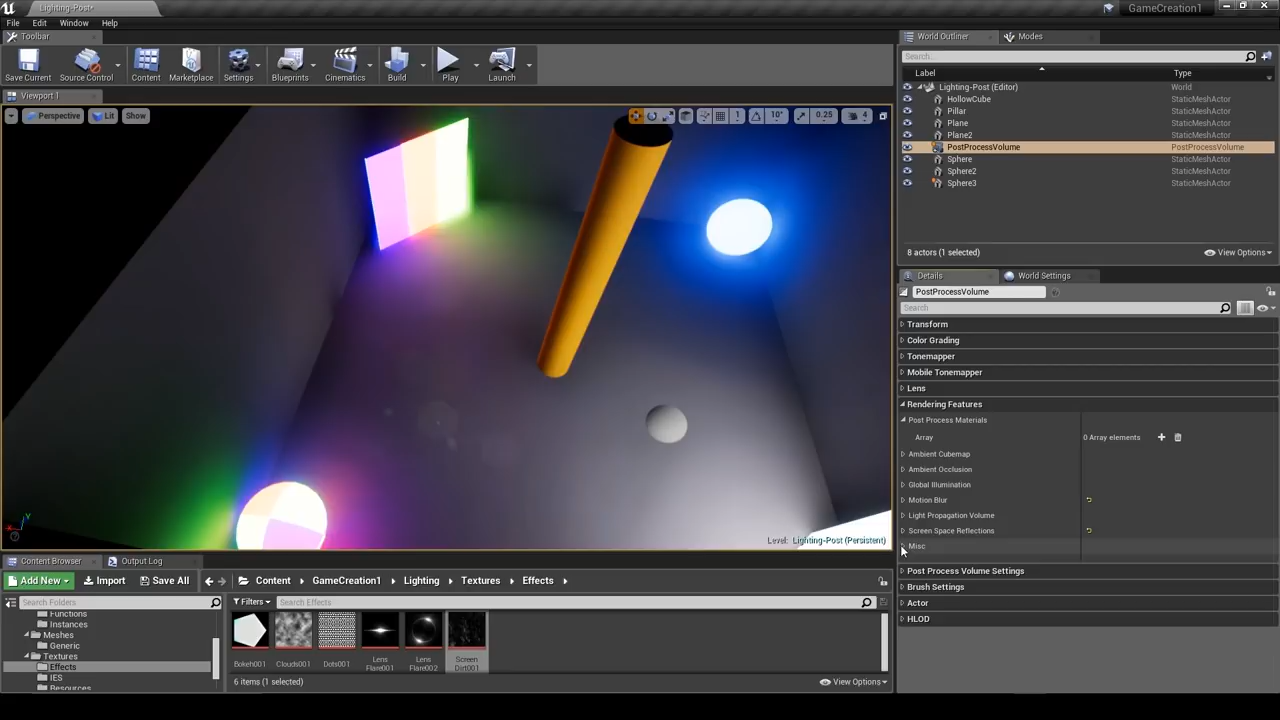 Lighting-Post*
GameCreation1
File Edit Window Help
Toolbar
Save Current
Source Control
Content
Marketplace
Settings
Blueprints
Cinematics
Build
Play
Launch
Viewport 1
Perspective
Lit
Show
1
10°
0.25
4
Level: Lighting-Post (Persistent)
World Outliner
Modes
Search...
Label Type
Lighting-Post (Editor) World
HollowCube StaticMeshActor
Pillar StaticMeshActor
Plane StaticMeshActor
Plane2 StaticMeshActor
PostProcessVolume PostProcessVolume
Sphere StaticMeshActor
Sphere2 StaticMeshActor
Sphere3 StaticMeshActor
8 actors (1 selected)
View Options
Details
World Settings
PostProcessVolume
Search
Transform
Color Grading
Tonemapper
Mobile Tonemapper
Lens
Rendering Features
Post Process Materials
Array 0 Array elements
Ambient Cubemap
Ambient Occlusion
Global Illumination
Motion Blur
Light Propagation Volume
Screen Space Reflections
Misc
Post Process Volume Settings
Brush Settings
Actor
HLOD
Content Browser
Output Log
Add New
Import
Save All
Content
GameCreation1
Lighting
Textures
Effects
Search Folders
Functions
Instances
Meshes
Generic
Textures
Effects
IES
Resources
Filters
Search Effects
Bokeh001
Clouds001
Dots001
Lens
Flare001
Lens
Flare002
Screen
Dirt001
6 items (1 selected)
View Options